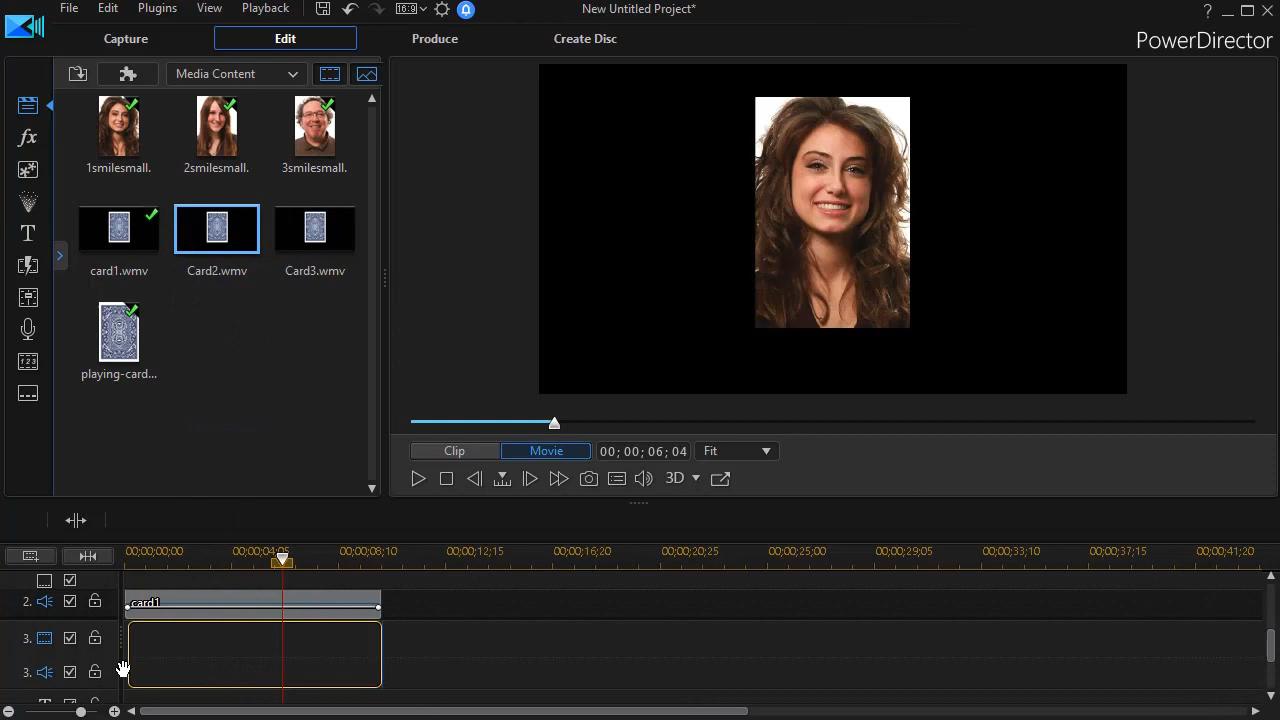 File Edit Plugins View Playback 16:9 New Untitled Project* ?
Capture Edit Produce Create Disc PowerDirector
Media Content
fx
1smilesmall. 2smilesmall. 3smilesmall.
T
card1.wmv Card2.wmv Card3.wmv
123
playing-card...
Clip Movie 00; 00; 06; 04 Fit
3D
00;00;00;00 00;00;04;05 00;00;08;10 00;00;12;15 00;00;16;20 00;00;20;25 00;00;25;00 00;00;29;05 00;00;33;10 00;00;37;15 00;00;41;20
2. card1
3.
3.